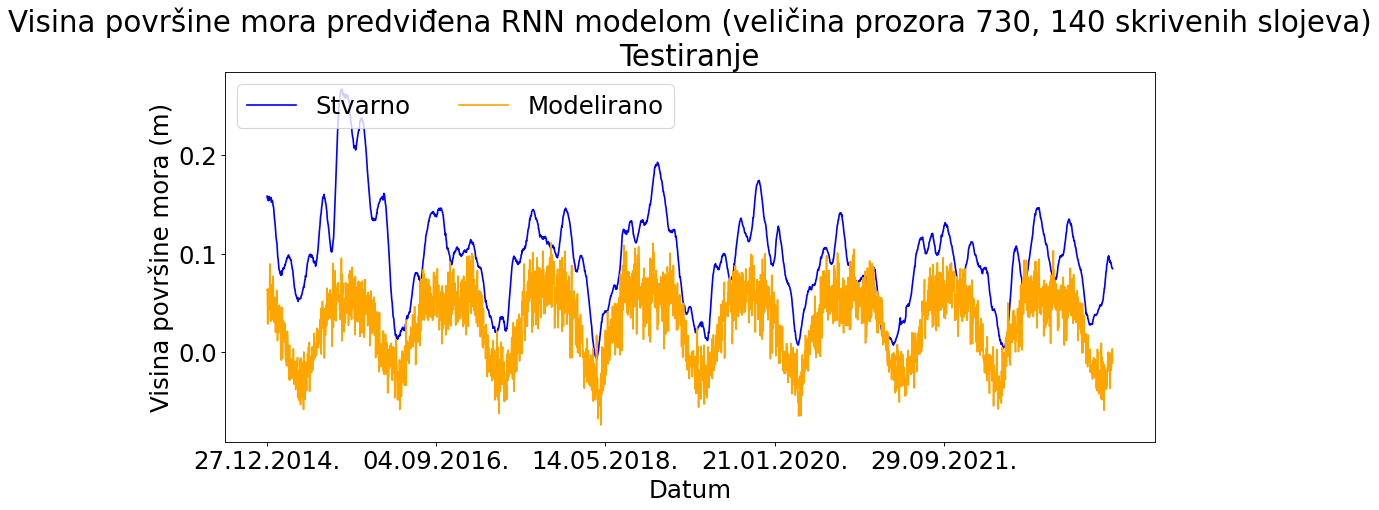 Visina površine mora predviđena RNN modelom (veličina prozora 730, 140 skrivenih slojeva)
Testiranje
Stvarno
Modelirano
Visina površine mora (m)
0.2
0.1
0.0
27.12.2014.
04.09.2016.
14.05.2018.
21.01.2020.
29.09.2021.
Datum